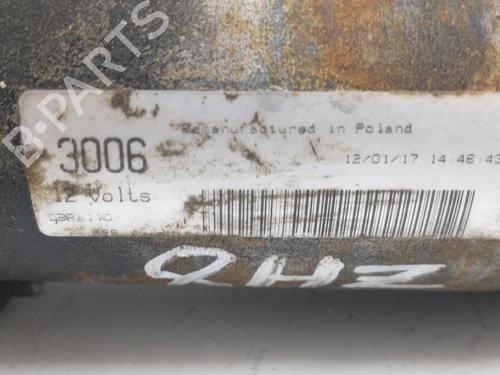 B-PARTS
Remanufactured in Poland
3006
12/01/17 14:46:43
12 Volts
QHZ